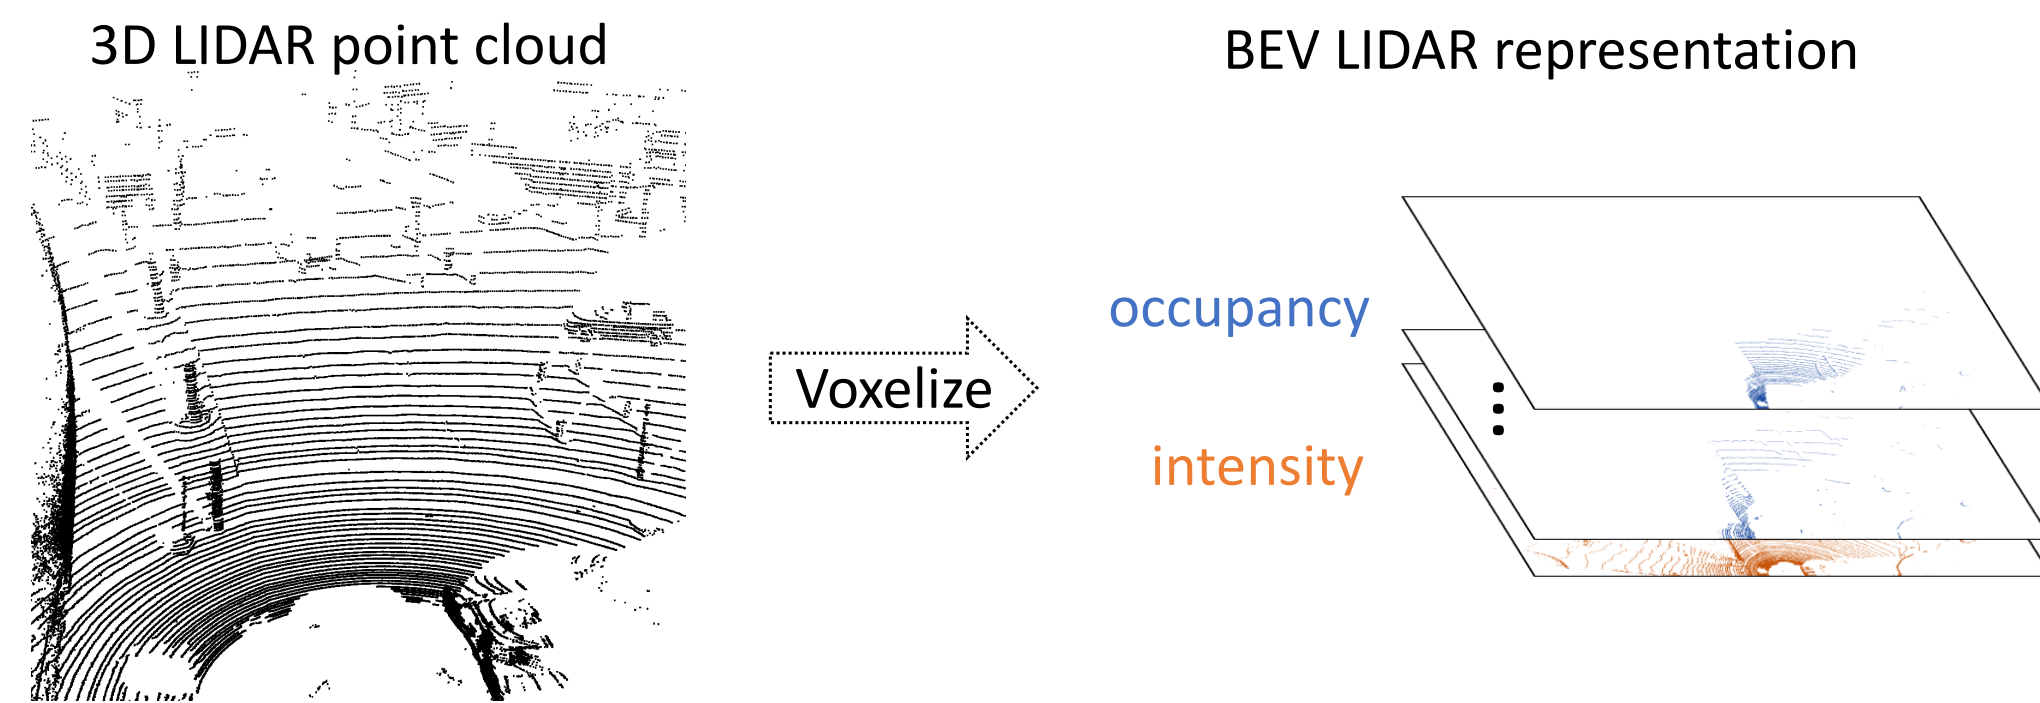 3D LIDAR point cloud
BEV LIDAR representation
occupancy
Voxelize
intensity